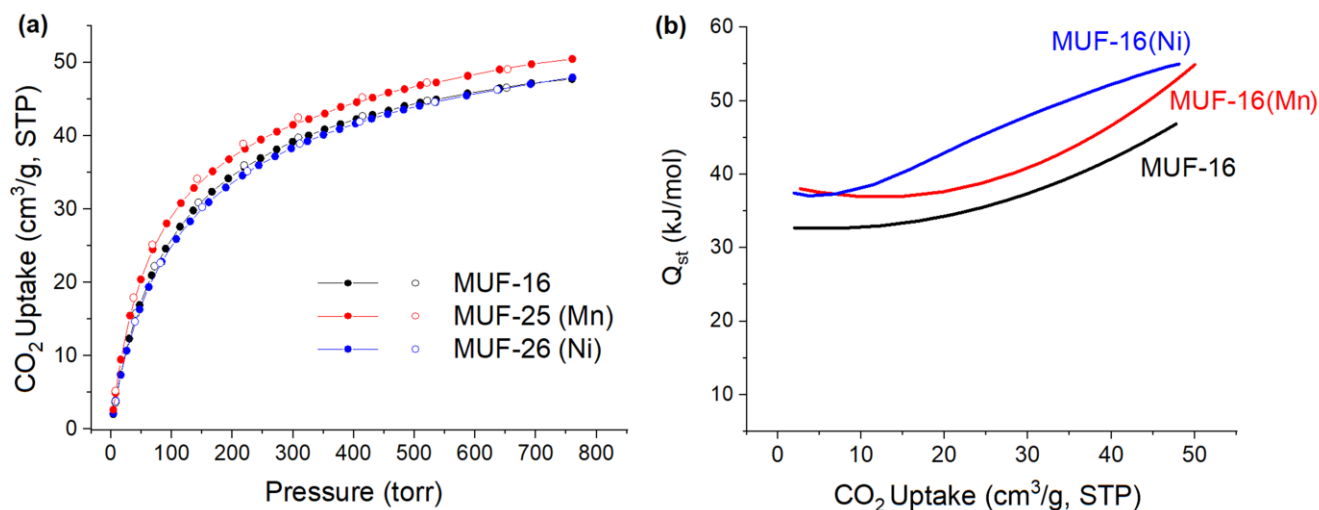 (a)
CO2 Uptake (cm3/g, STP)
50
40
30
20
10
0
MUF-16
MUF-25 (Mn)
MUF-26 (Ni)
0 100 200 300 400 500 600 700 800
Pressure (torr)
(b)
Qst (kJ/mol)
60
50
40
30
20
10
MUF-16(Ni)
MUF-16(Mn)
MUF-16
0 10 20 30 40 50
CO2 Uptake (cm3/g, STP)